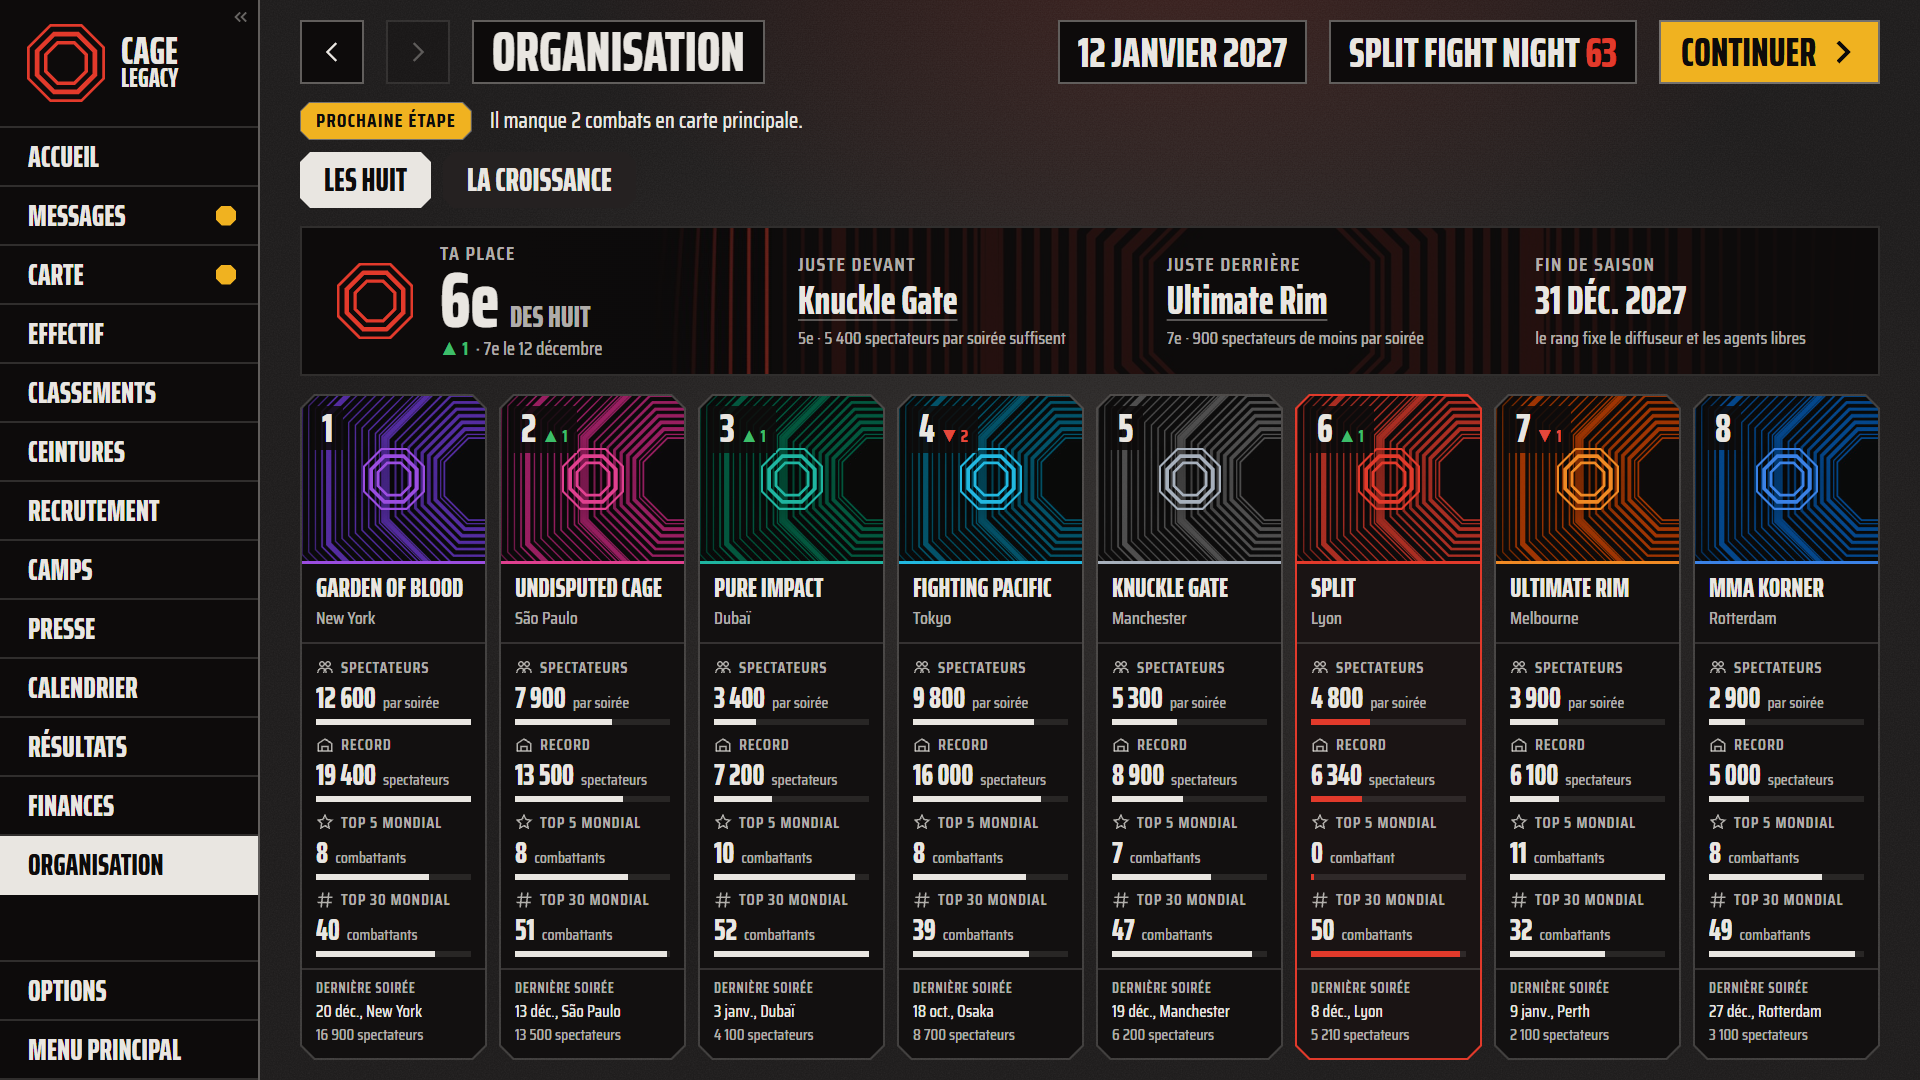 CAGE
LEGACY
ACCUEIL
MESSAGES
CARTE
EFFECTIF
CLASSEMENTS
CEINTURES
RECRUTEMENT
CAMPS
PRESSE
CALENDRIER
RÉSULTATS
FINANCES
ORGANISATION
OPTIONS
MENU PRINCIPAL
ORGANISATION
12 JANVIER 2027
SPLIT FIGHT NIGHT 63
CONTINUER
PROCHAINE ÉTAPE
Il manque 2 combats en carte principale.
LES HUIT
LA CROISSANCE
TA PLACE
6e DES HUIT
▲ 1 · 7e le 12 décembre
JUSTE DEVANT
Knuckle Gate
5e · 5 400 spectateurs par soirée suffisent
JUSTE DERRIÈRE
Ultimate Rim
7e · 900 spectateurs de moins par soirée
FIN DE SAISON
31 DÉC. 2027
le rang fixe le diffuseur et les agents libres
1
GARDEN OF BLOOD
New York
SPECTATEURS
12 600 par soirée
RECORD
19 400 spectateurs
TOP 5 MONDIAL
8 combattants
TOP 30 MONDIAL
40 combattants
DERNIÈRE SOIRÉE
20 déc., New York
16 900 spectateurs
2 ▲ 1
UNDISPUTED CAGE
São Paulo
SPECTATEURS
7 900 par soirée
RECORD
13 500 spectateurs
TOP 5 MONDIAL
8 combattants
TOP 30 MONDIAL
51 combattants
DERNIÈRE SOIRÉE
13 déc., São Paulo
13 500 spectateurs
3 ▲ 1
PURE IMPACT
Dubaï
SPECTATEURS
3 400 par soirée
RECORD
7 200 spectateurs
TOP 5 MONDIAL
10 combattants
TOP 30 MONDIAL
52 combattants
DERNIÈRE SOIRÉE
3 janv., Dubaï
4 100 spectateurs
4 ▼ 2
FIGHTING PACIFIC
Tokyo
SPECTATEURS
9 800 par soirée
RECORD
16 000 spectateurs
TOP 5 MONDIAL
8 combattants
TOP 30 MONDIAL
39 combattants
DERNIÈRE SOIRÉE
18 oct., Osaka
8 700 spectateurs
5
KNUCKLE GATE
Manchester
SPECTATEURS
5 300 par soirée
RECORD
8 900 spectateurs
TOP 5 MONDIAL
7 combattants
TOP 30 MONDIAL
47 combattants
DERNIÈRE SOIRÉE
19 déc., Manchester
6 200 spectateurs
6 ▲ 1
SPLIT
Lyon
SPECTATEURS
4 800 par soirée
RECORD
6 340 spectateurs
TOP 5 MONDIAL
0 combattant
TOP 30 MONDIAL
50 combattants
DERNIÈRE SOIRÉE
8 déc., Lyon
5 210 spectateurs
7 ▼ 1
ULTIMATE RIM
Melbourne
SPECTATEURS
3 900 par soirée
RECORD
6 100 spectateurs
TOP 5 MONDIAL
11 combattants
TOP 30 MONDIAL
32 combattants
DERNIÈRE SOIRÉE
9 janv., Perth
2 100 spectateurs
8
MMA KORNER
Rotterdam
SPECTATEURS
2 900 par soirée
RECORD
5 000 spectateurs
TOP 5 MONDIAL
8 combattants
TOP 30 MONDIAL
49 combattants
DERNIÈRE SOIRÉE
27 déc., Rotterdam
3 100 spectateurs